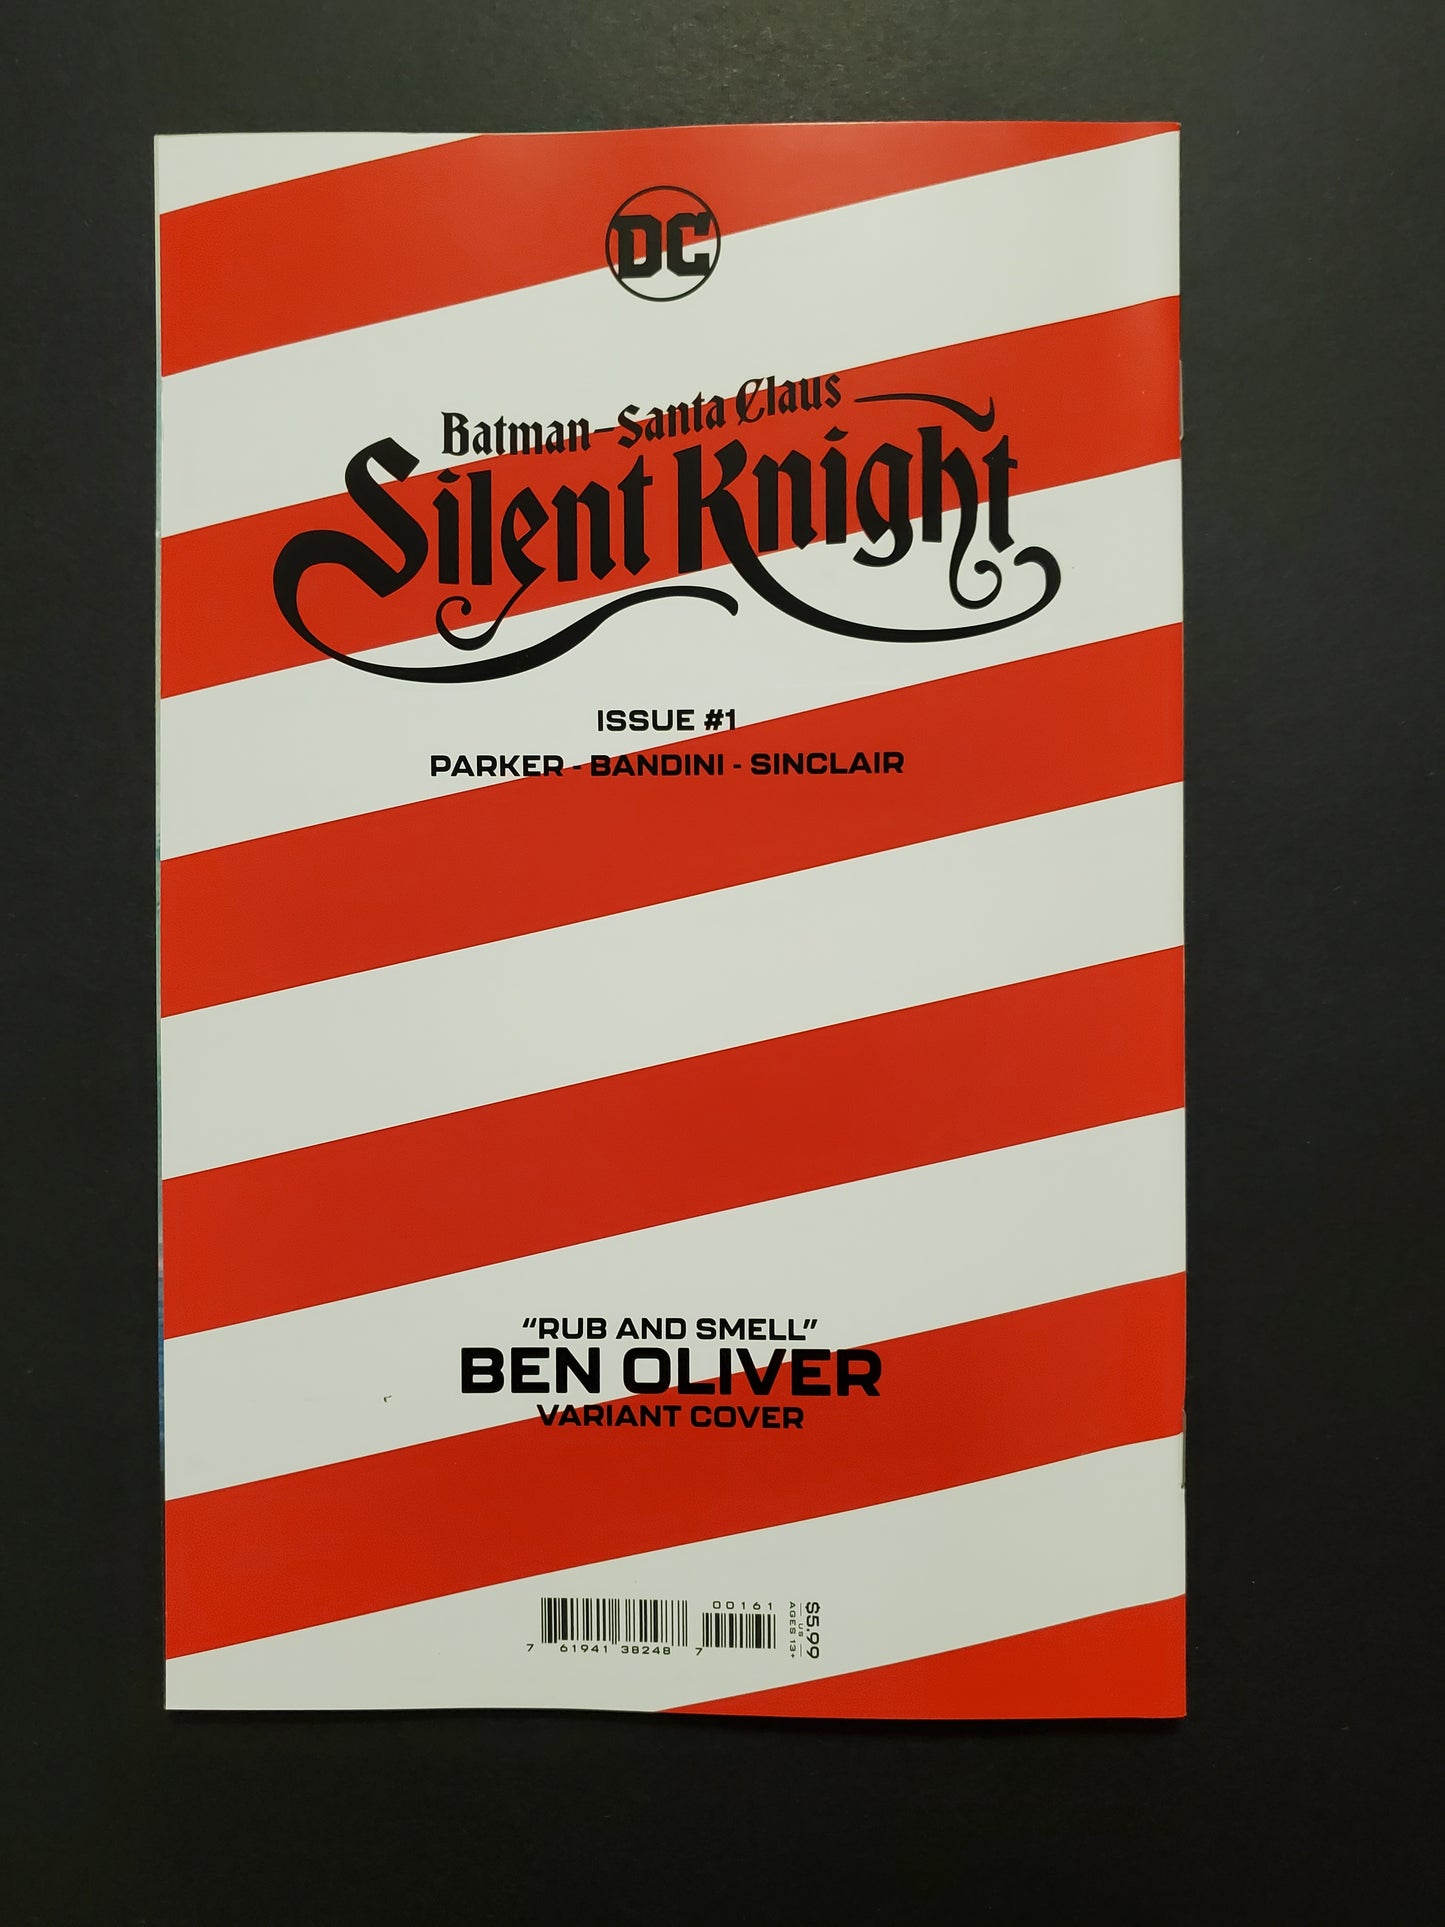 DC
Batman-Santa Claus
Silent Knight
ISSUE #1
PARKER - BANDINI - SINCLAIR
“RUB AND SMELL”
BEN OLIVER
VARIANT COVER
00161
7 61941 38248 7
$5.99
US
AGES 13+